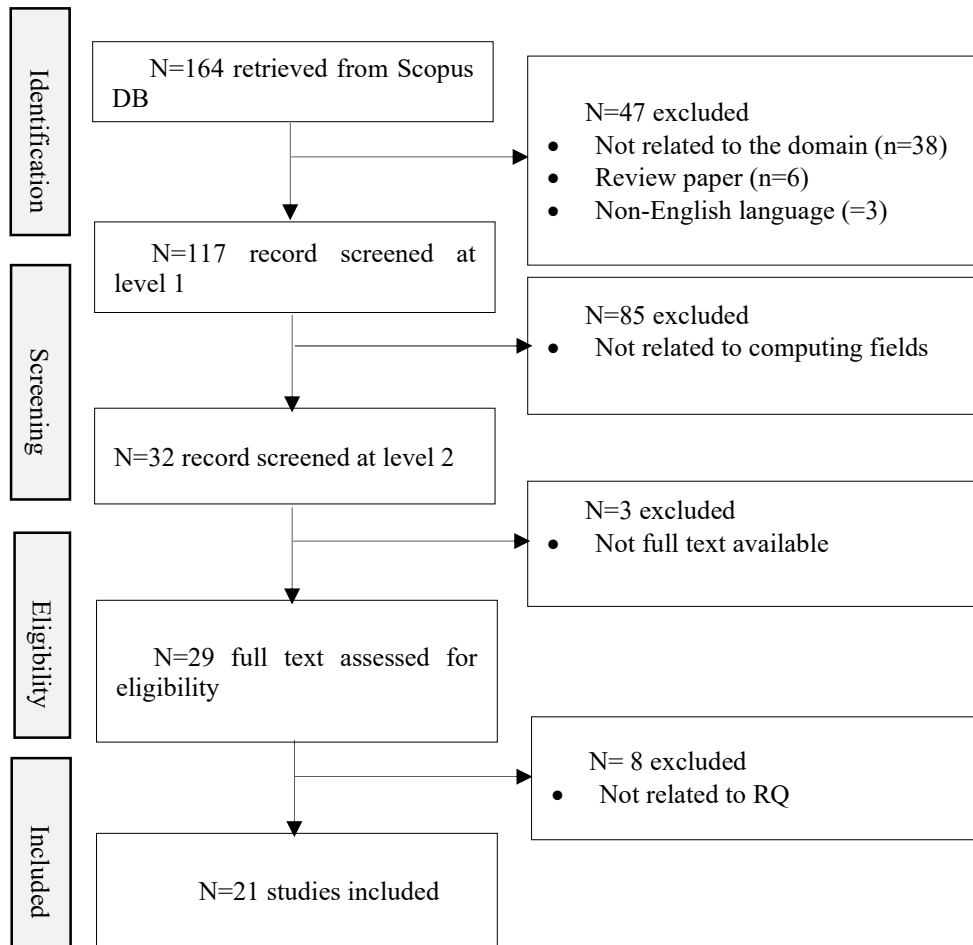 Identification
N=164 retrieved from Scopus
DB
N=47 excluded
• Not related to the domain (n=38)
• Review paper (n=6)
• Non-English language (=3)
N=117 record screened at
level 1
Screening
N=85 excluded
• Not related to computing fields
N=32 record screened at level 2
N=3 excluded
• Not full text available
Eligibility
N=29 full text assessed for
eligibility
N= 8 excluded
• Not related to RQ
Included
N=21 studies included